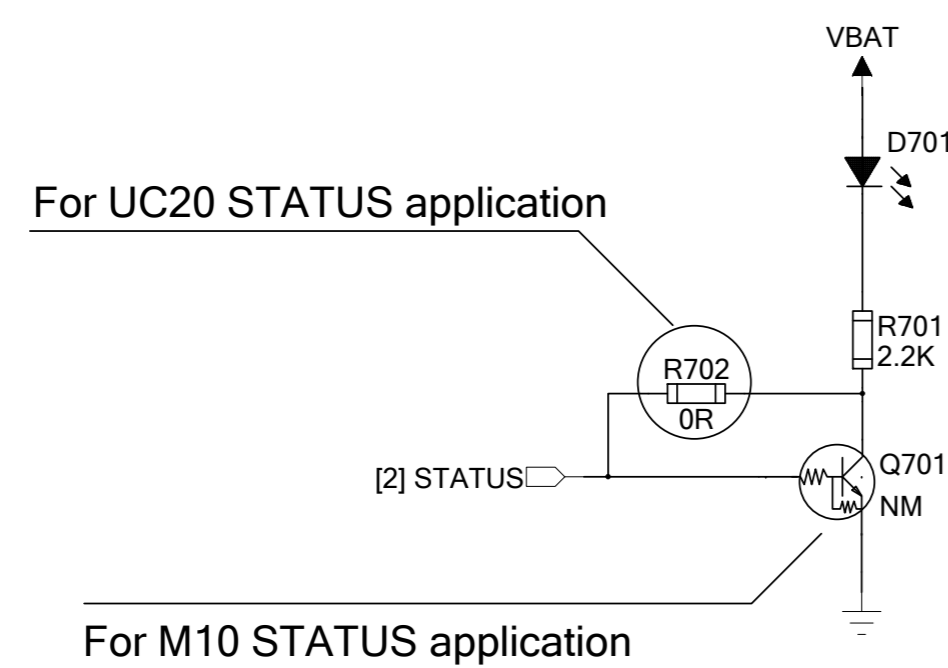 VBAT
D701
For UC20 STATUS application
R701
2.2K
R702
0R
[2] STATUS
Q701
NM
For M10 STATUS application